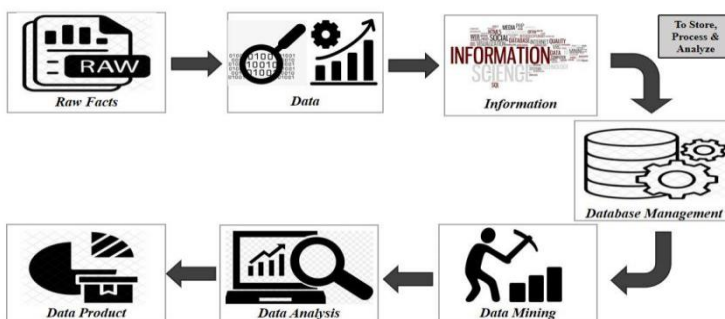 RAW
Raw Facts
Data
INFORMATION
SCIENCE
SQL
Information
To Store,
Process &
Analyze
Database Management
Data Mining
Data Analysis
Data Product